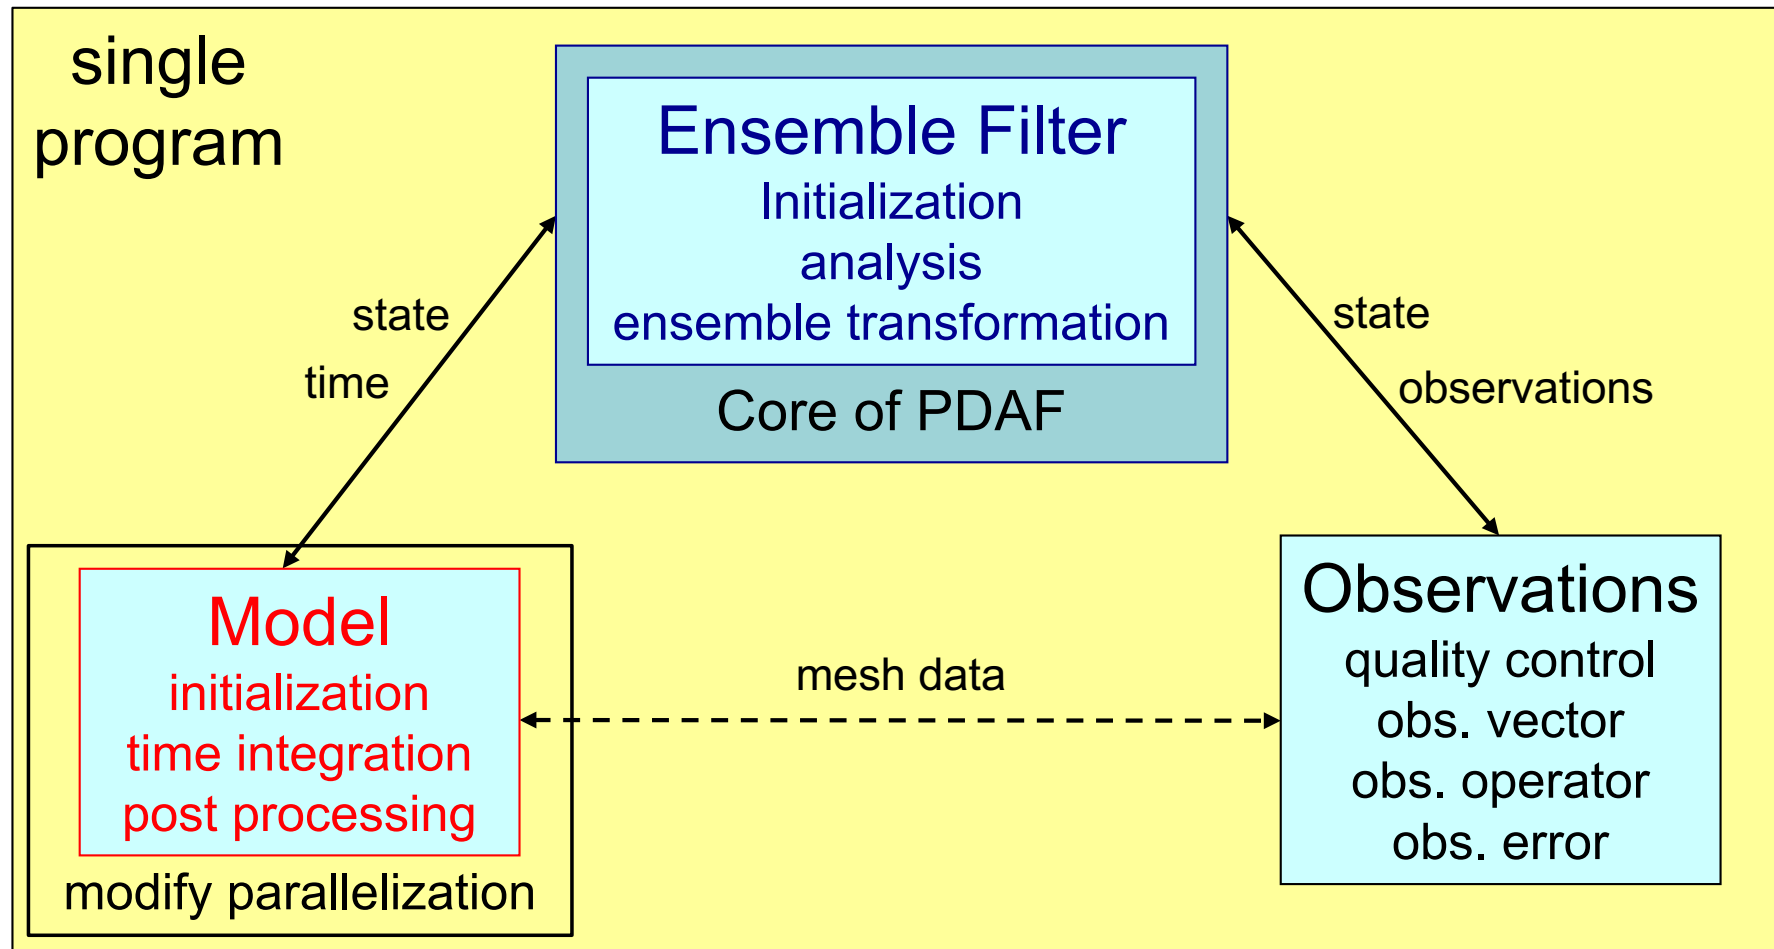 single
program
Ensemble Filter
Initialization
analysis
ensemble transformation
Core of PDAF
state
time
state
observations
Model
initialization
time integration
post processing
modify parallelization
mesh data
Observations
quality control
obs. vector
obs. operator
obs. error